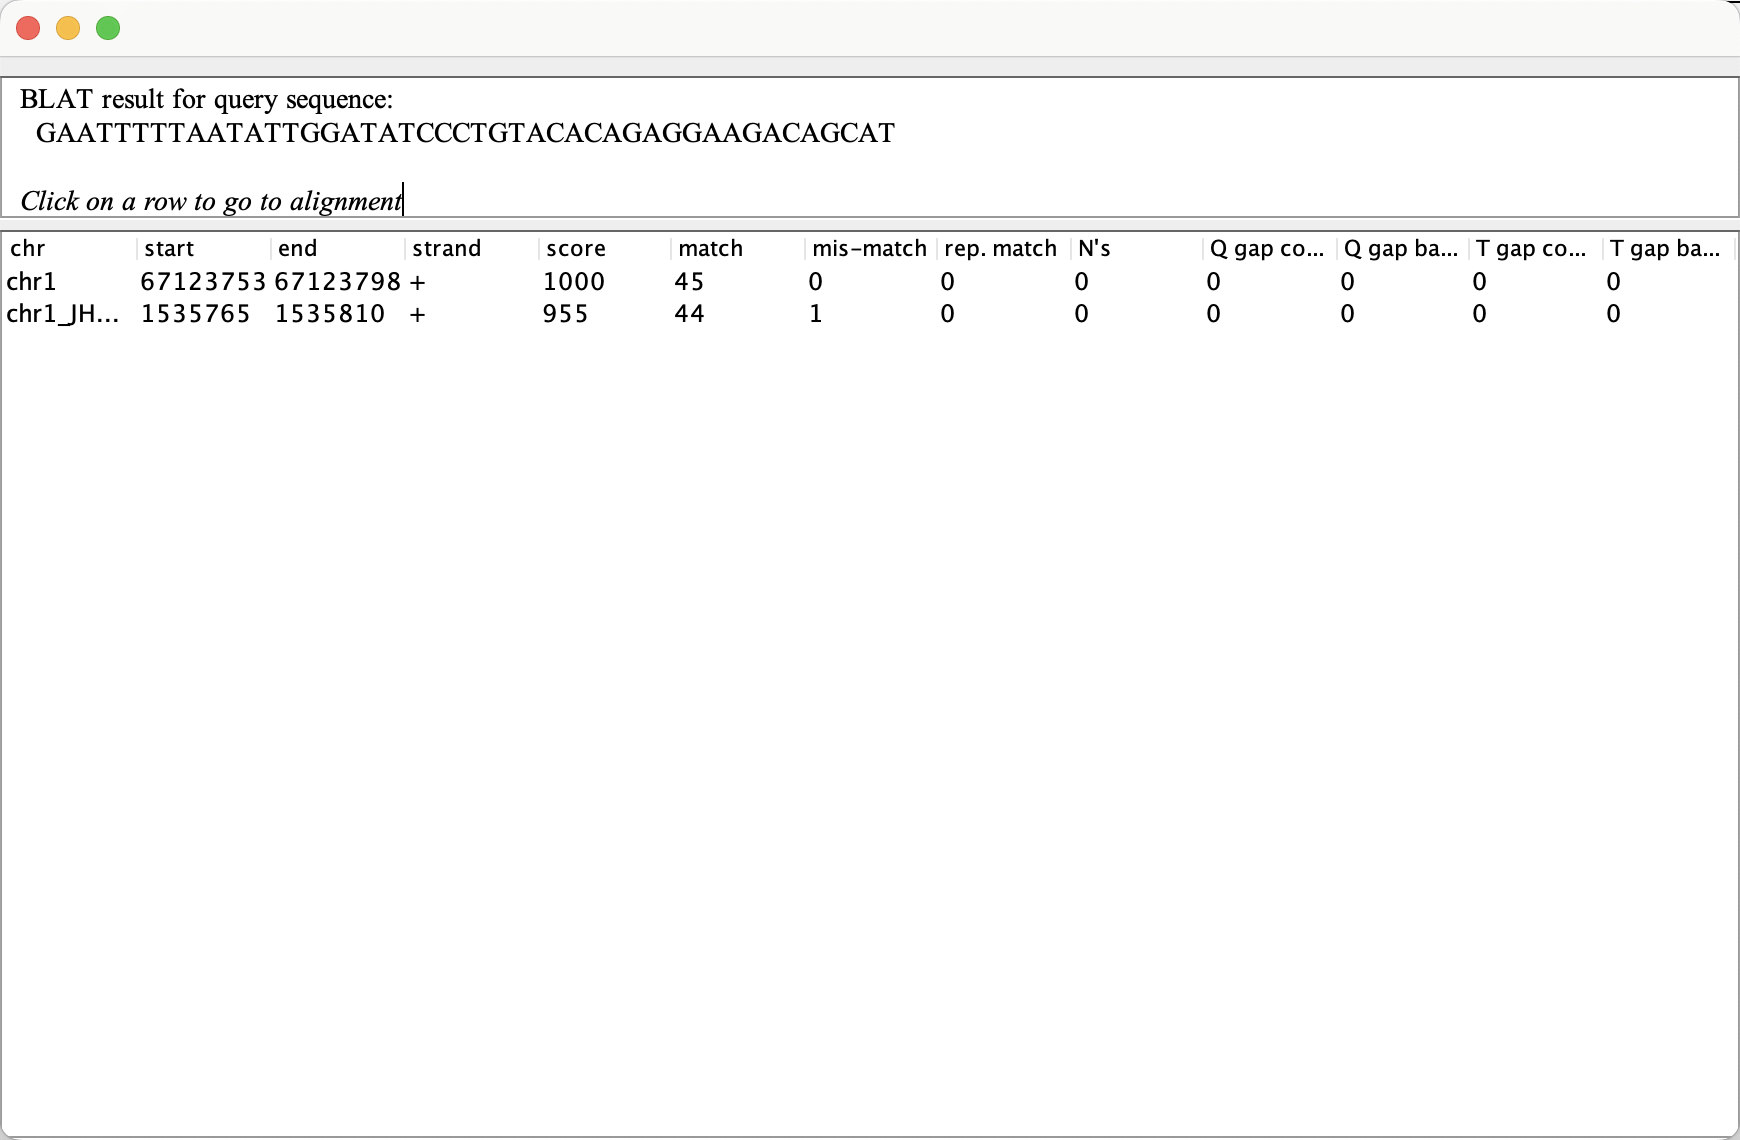 BLAT result for query sequence:
GAATTTTTAATATTGGATATCCCTGTACACAGAGGAAGACAGCAT
Click on a row to go to alignment
chr start end strand score match mis-match rep. match N's Q gap co... Q gap ba... T gap co... T gap ba...
chr1 67123753 67123798 + 1000 45 0 0 0 0 0 0 0
chr1_JH... 1535765 1535810 + 955 44 1 0 0 0 0 0 0